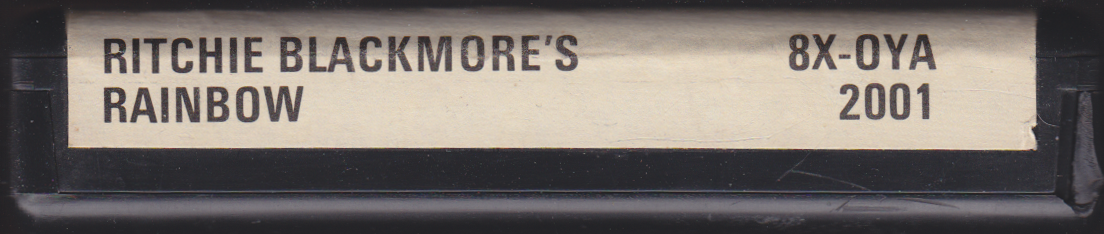 RITCHIE BLACKMORE'S 8X-OYA
RAINBOW 2001